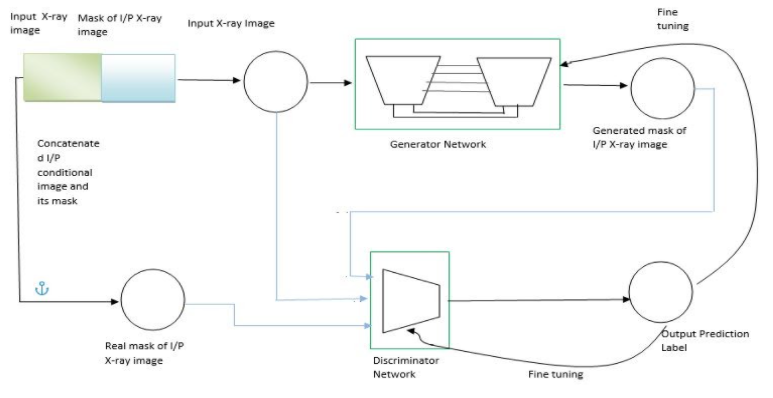 Input X-ray
image
Mask of I/P X-ray
image
Input X-ray Image
Fine
tuning
Concatenate
d I/P
conditional
image and
its mask
Generator Network
Generated mask of
I/P X-ray image
Real mask of I/P
X-ray image
Discriminator
Network
Output Prediction
Label
Fine tuning